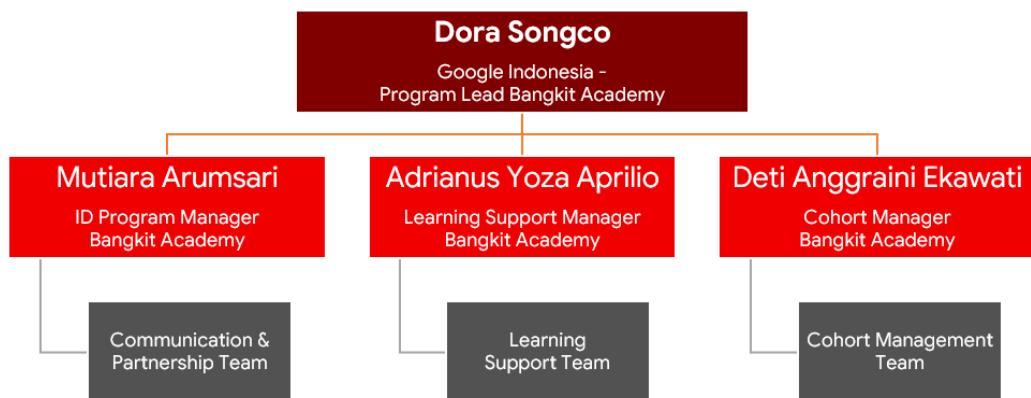 Dora Songco
Google Indonesia -
Program Lead Bangkit Academy
Mutiara Arumsari
ID Program Manager
Bangkit Academy
Adrianus Yoza Aprilio
Learning Support Manager
Bangkit Academy
Deti Anggraini Ekawati
Cohort Manager
Bangkit Academy
Communication &
Partnership Team
Learning
Support Team
Cohort Management
Team